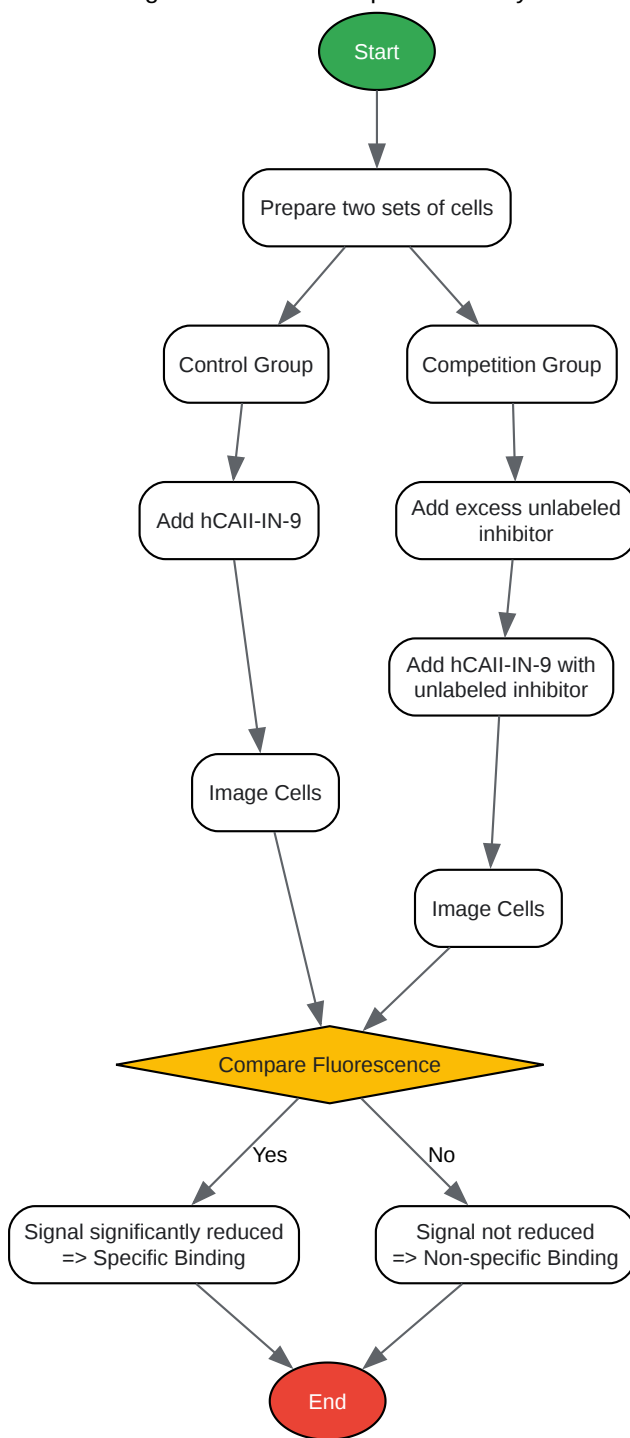 Start
Prepare two sets of cells
Control Group
Competition Group
Add hCAII-IN-9
Add excess unlabeled
inhibitor
Add hCAII-IN-9 with
unlabeled inhibitor
Image Cells
Image Cells
Compare Fluorescence
Yes
No
Signal significantly reduced
=> Specific Binding
Signal not reduced
=> Non-specific Binding
End